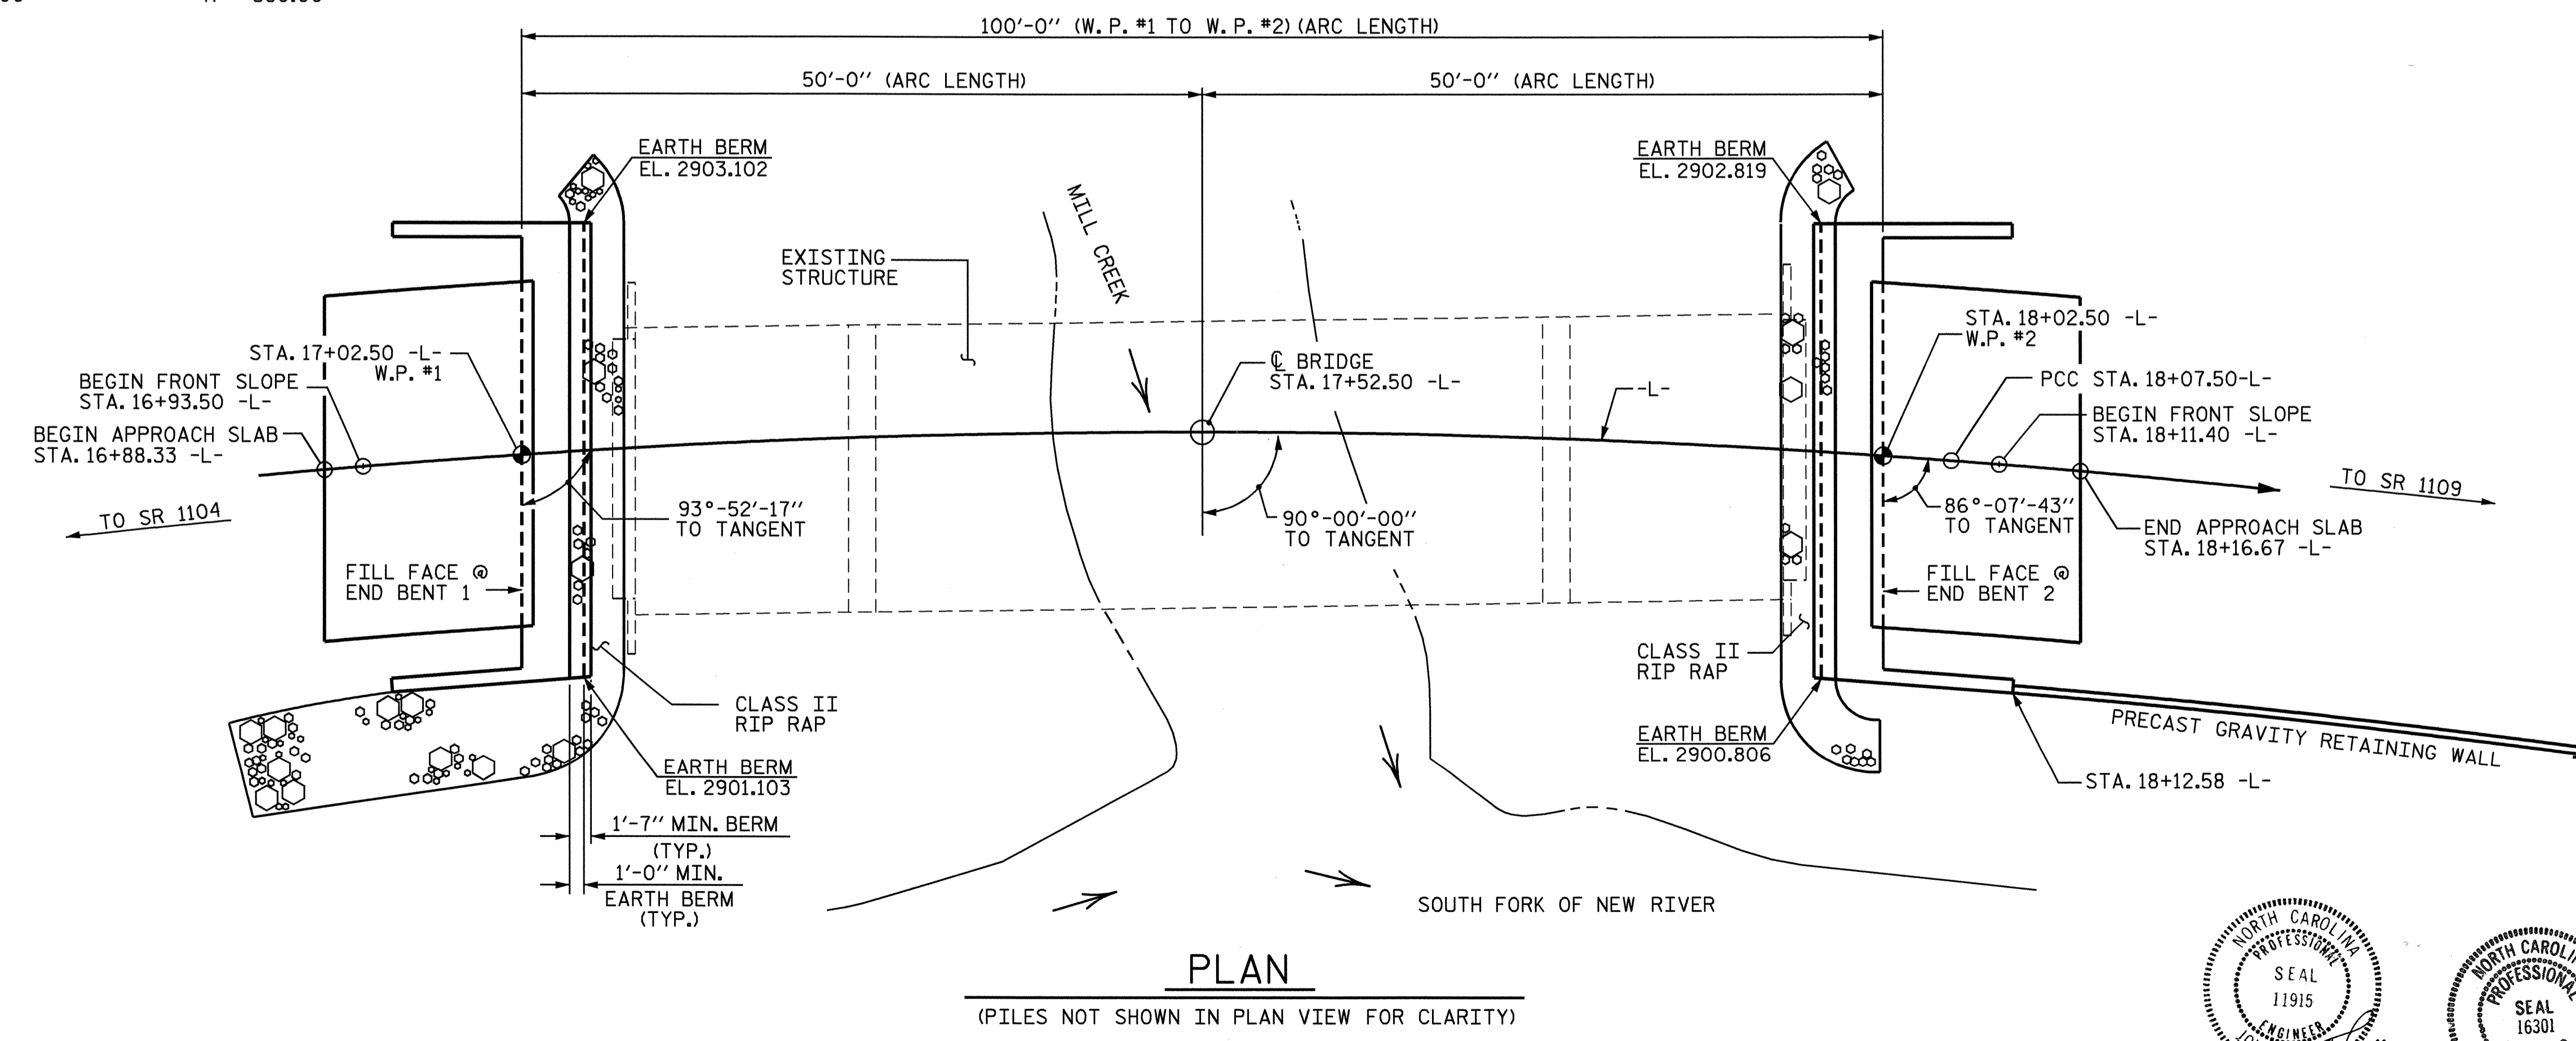 100'-0" (W.P. #1 TO W.P. #2) (ARC LENGTH)
50'-0" (ARC LENGTH)
50'-0" (ARC LENGTH)
EARTH BERM
EL. 2903.102
EARTH BERM
EL. 2902.819
MILL CREEK
EXISTING
STRUCTURE
STA. 17+02.50 -L-
W.P. #1
BEGIN FRONT SLOPE
STA. 16+93.50 -L-
BEGIN APPROACH SLAB
STA. 16+88.33 -L-
TO SR 1104
℄ BRIDGE
STA. 17+52.50 -L-
-L-
STA. 18+02.50 -L-
W.P. #2
PCC STA. 18+07.50-L-
BEGIN FRONT SLOPE
STA. 18+11.40 -L-
TO SR 1109
93°-52'-17"
TO TANGENT
90°-00'-00"
TO TANGENT
86°-07'-43"
TO TANGENT
END APPROACH SLAB
STA. 18+16.67 -L-
FILL FACE @
END BENT 1
FILL FACE @
END BENT 2
CLASS II
RIP RAP
CLASS II
RIP RAP
PRECAST GRAVITY RETAINING WALL
EARTH BERM
EL. 2901.103
EARTH BERM
EL. 2900.806
STA. 18+12.58 -L-
1'-7" MIN. BERM
(TYP.)
1'-0" MIN.
EARTH BERM
(TYP.)
SOUTH FORK OF NEW RIVER
PLAN
(PILES NOT SHOWN IN PLAN VIEW FOR CLARITY)
NORTH CAROLINA
PROFESSIONAL
SEAL
11915
ENGINEER
NORTH CAROLIN
PROFESSIONAL
SEAL
16301